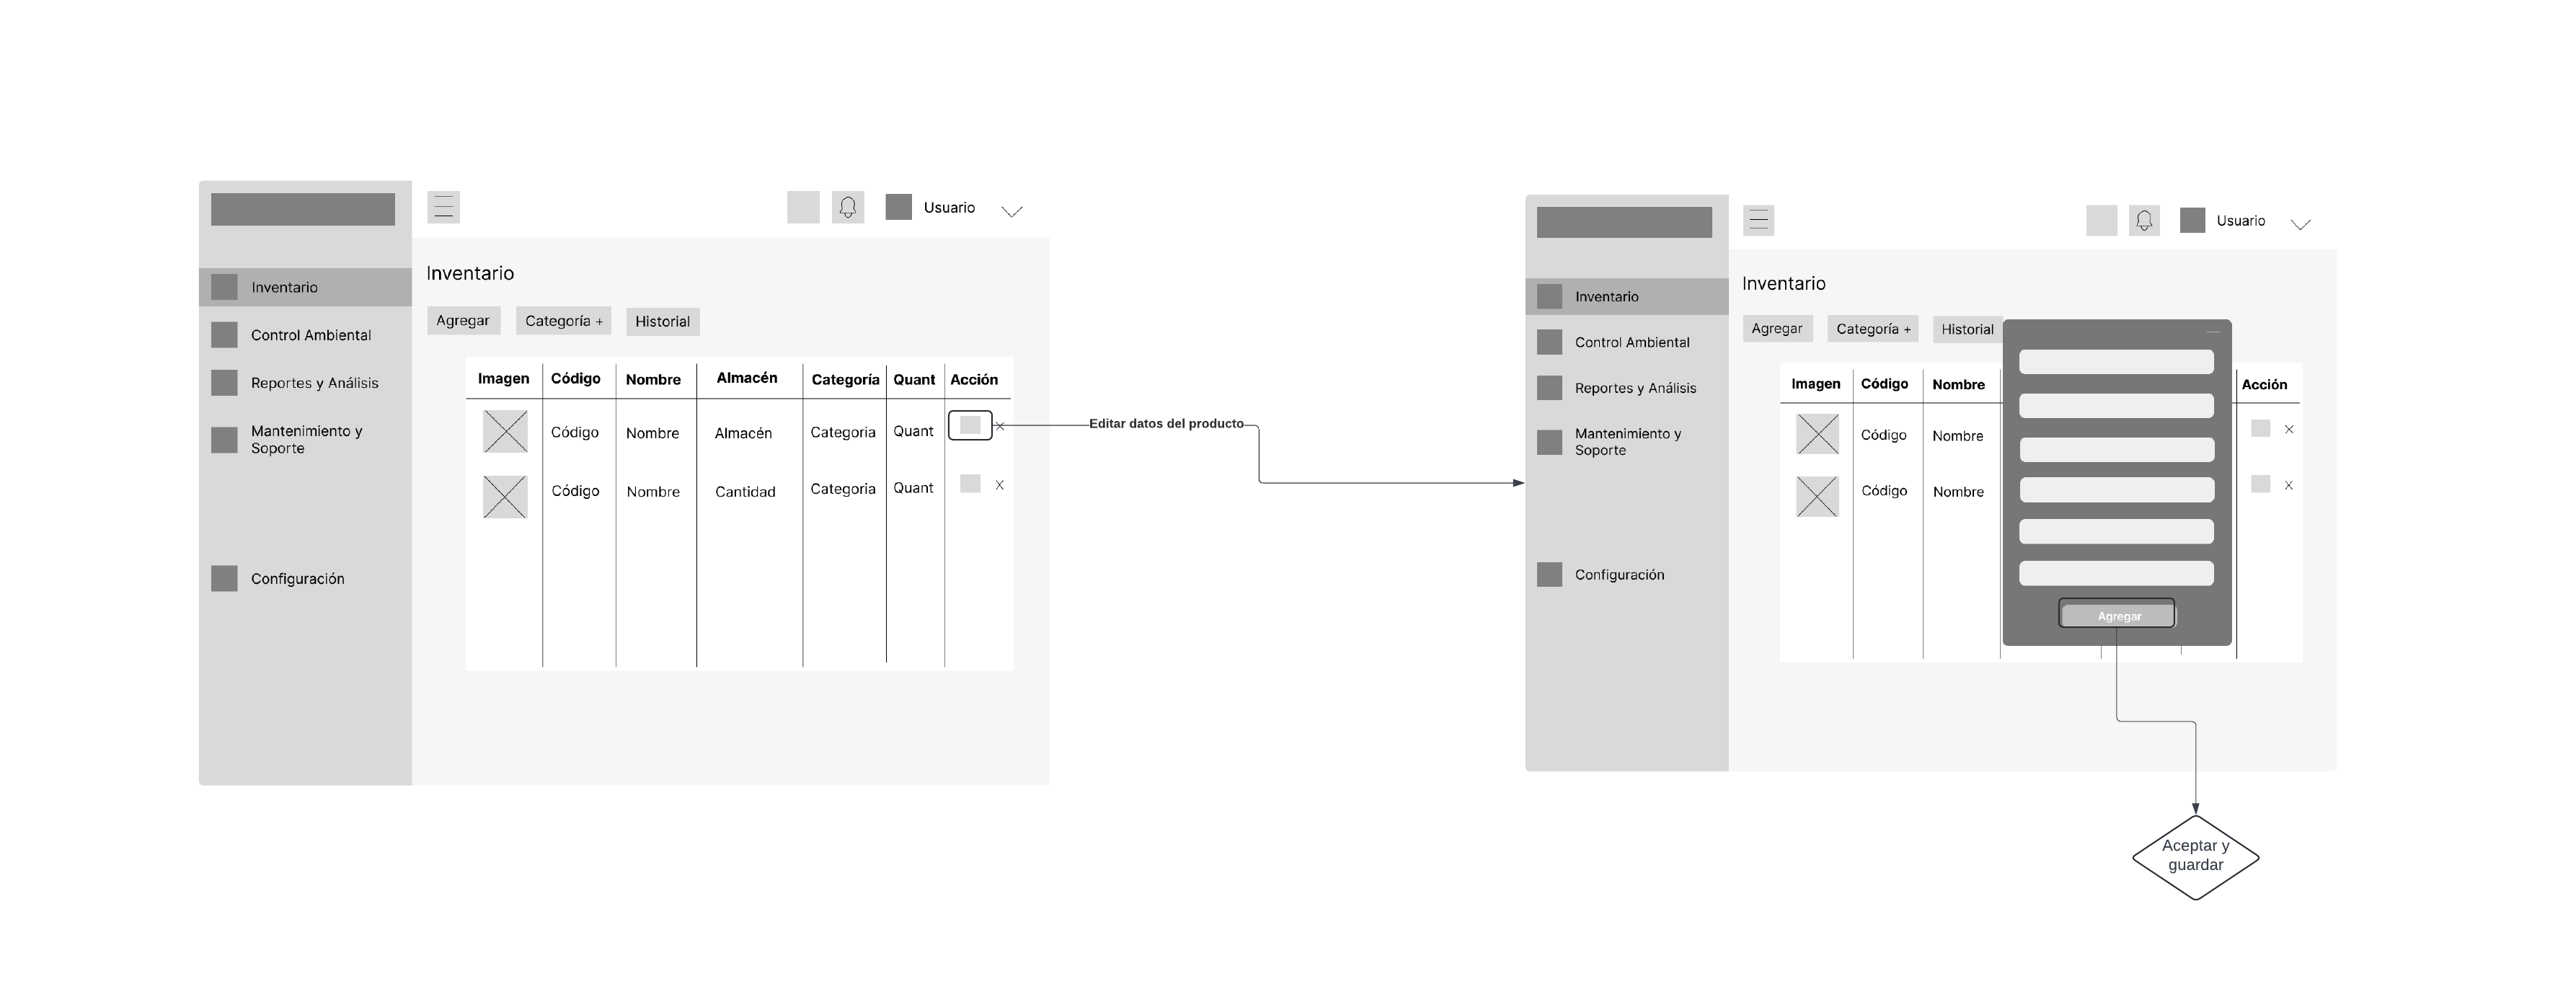 Usuario
Inventario
Control Ambiental
Reportes y Análisis
Mantenimiento y
Soporte
Configuración
Inventario
Agregar
Categoría +
Historial
Imagen Código Nombre Almacén Categoría Quant Acción
Código Nombre Almacén Categoria Quant X
Código Nombre Cantidad Categoria Quant X
Editar datos del producto
Usuario
Inventario
Control Ambiental
Reportes y Análisis
Mantenimiento y
Soporte
Configuración
Inventario
Agregar
Categoría +
Historial
Imagen Código Nombre Acción
Código Nombre X
Código Nombre X
Agregar
Aceptar y
guardar